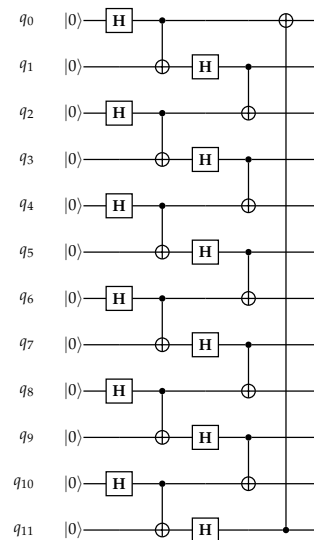 q0 |0⟩ H
q1 |0⟩ H
q2 |0⟩ H
q3 |0⟩ H
q4 |0⟩ H
q5 |0⟩ H
q6 |0⟩ H
q7 |0⟩ H
q8 |0⟩ H
q9 |0⟩ H
q10 |0⟩ H
q11 |0⟩ H